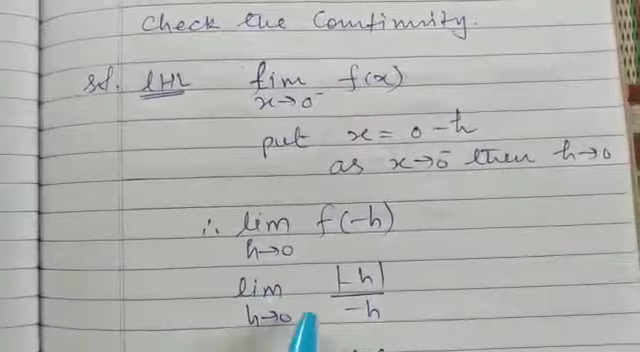 Check the Continuity.
Sol. LHL lim x→0⁻ f(x)
put x = 0 - h
as x→0⁻ then h→0
∴ lim h→0 f(-h)
lim h→0 |-h| / -h